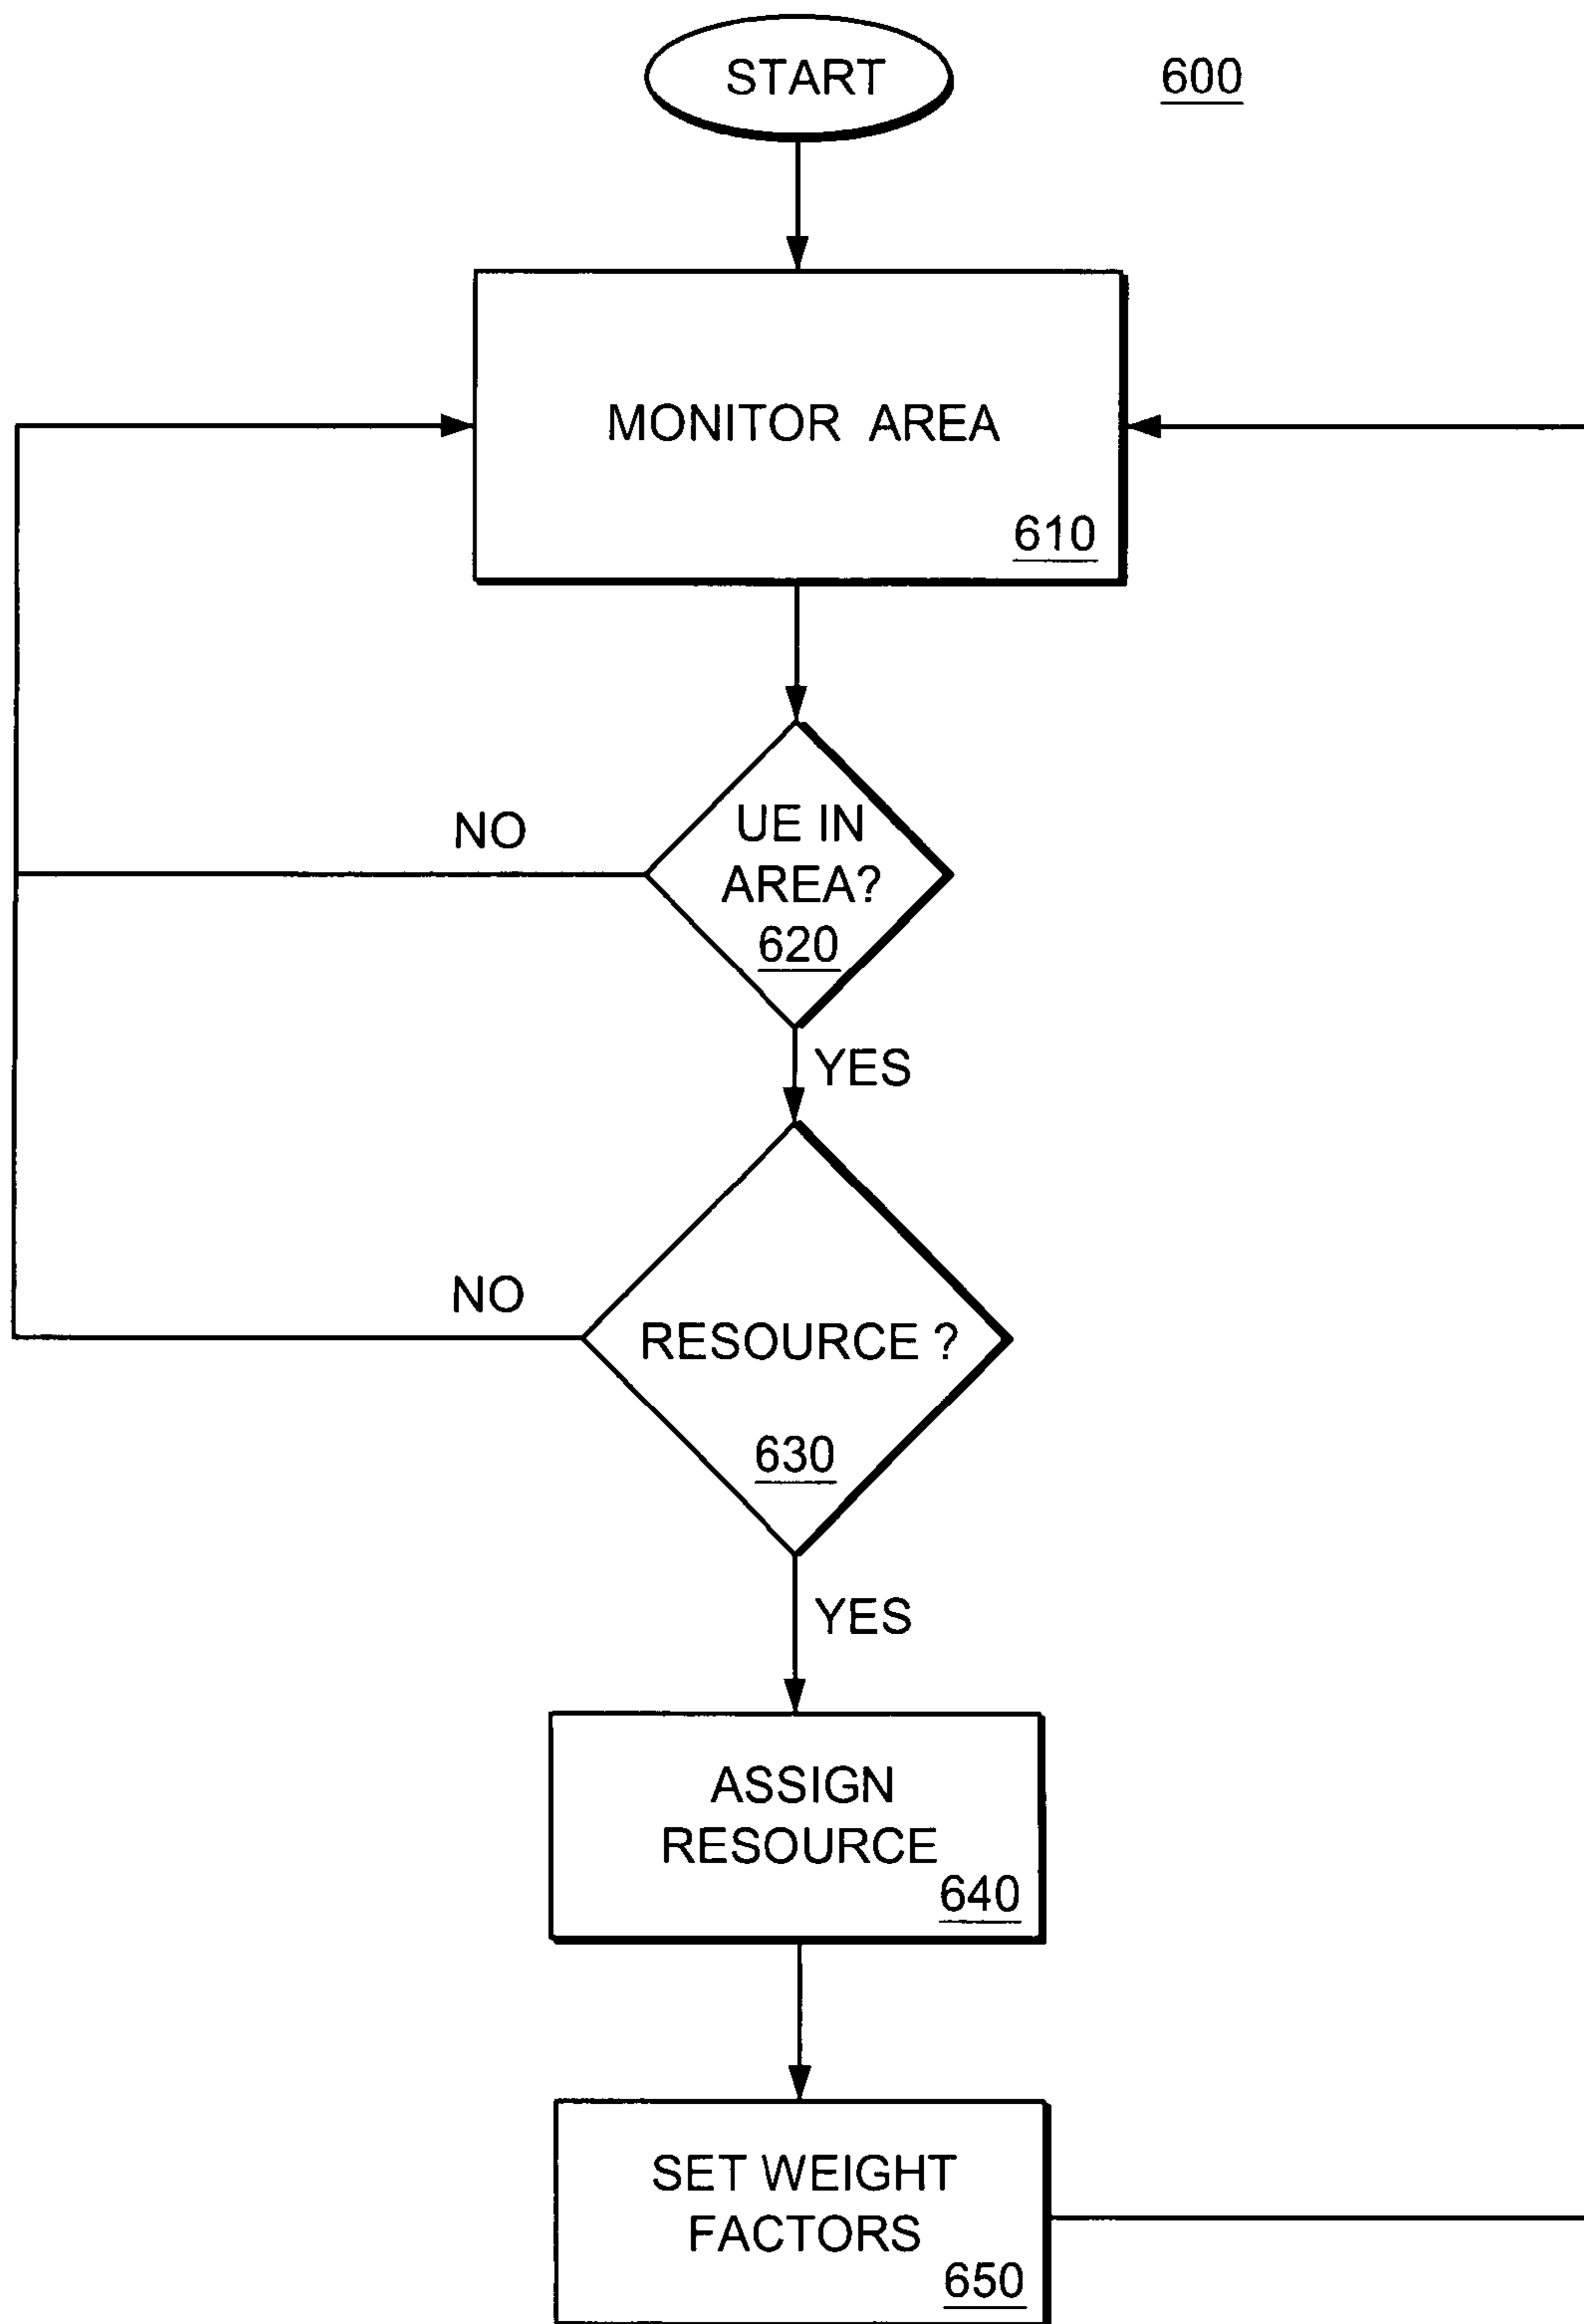 START
600
MONITOR AREA
610
NO
UE IN
AREA?
620
YES
NO
RESOURCE ?
630
YES
ASSIGN
RESOURCE
640
SET WEIGHT
FACTORS
650